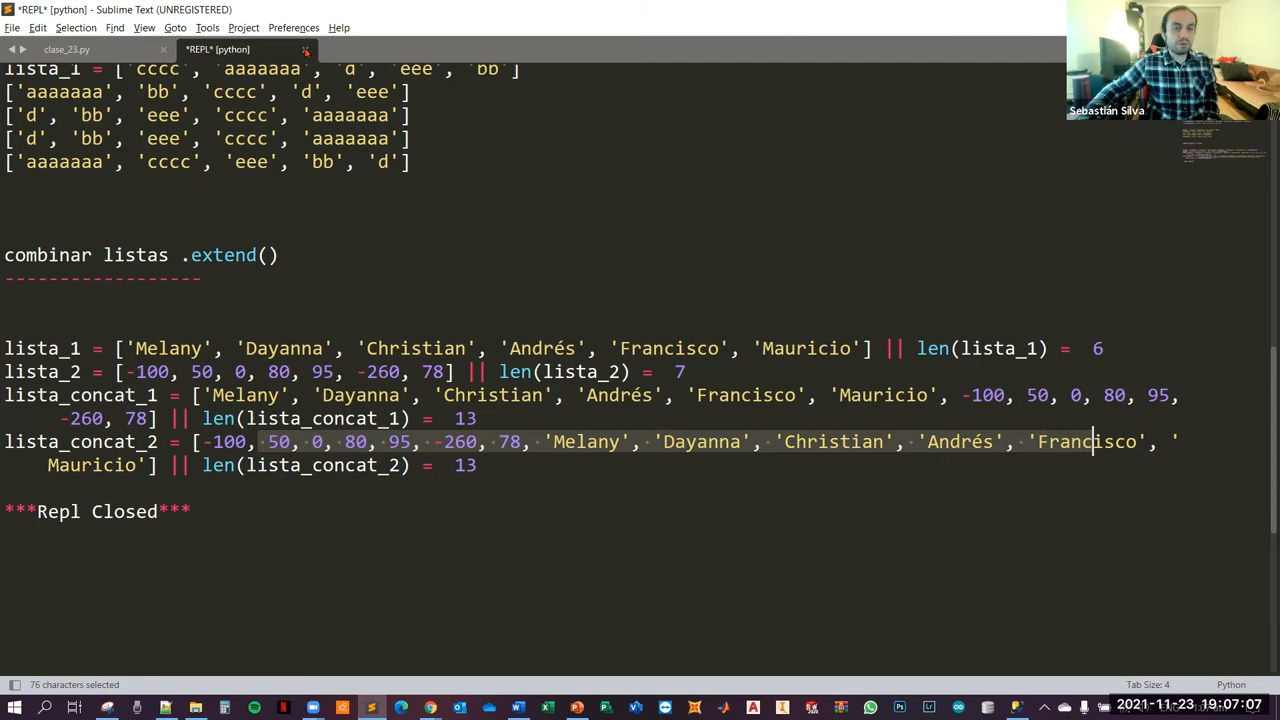 *REPL* [python] - Sublime Text (UNREGISTERED)
File Edit Selection Find View Goto Tools Project Preferences Help
clase_23.py
*REPL* [python]
lista_1 = ['cccc', 'aaaaaaa', 'd', 'eee', 'bb']
['aaaaaaa', 'bb', 'cccc', 'd', 'eee']
['d', 'bb', 'eee', 'cccc', 'aaaaaaa']
['d', 'bb', 'eee', 'cccc', 'aaaaaaa']
['aaaaaaa', 'cccc', 'eee', 'bb', 'd']
combinar listas .extend()
------------------
lista_1 = ['Melany', 'Dayanna', 'Christian', 'Andrés', 'Francisco', 'Mauricio'] || len(lista_1) = 6
lista_2 = [-100, 50, 0, 80, 95, -260, 78] || len(lista_2) = 7
lista_concat_1 = ['Melany', 'Dayanna', 'Christian', 'Andrés', 'Francisco', 'Mauricio', -100, 50, 0, 80, 95,
-260, 78] || len(lista_concat_1) = 13
lista_concat_2 = [-100, 50, 0, 80, 95, -260, 78, 'Melany', 'Dayanna', 'Christian', 'Andrés', 'Francisco', '
Mauricio'] || len(lista_concat_2) = 13
***Repl Closed***
Sebastián Silva
76 characters selected
Tab Size: 4
Python
2021-11-23 19:07:07